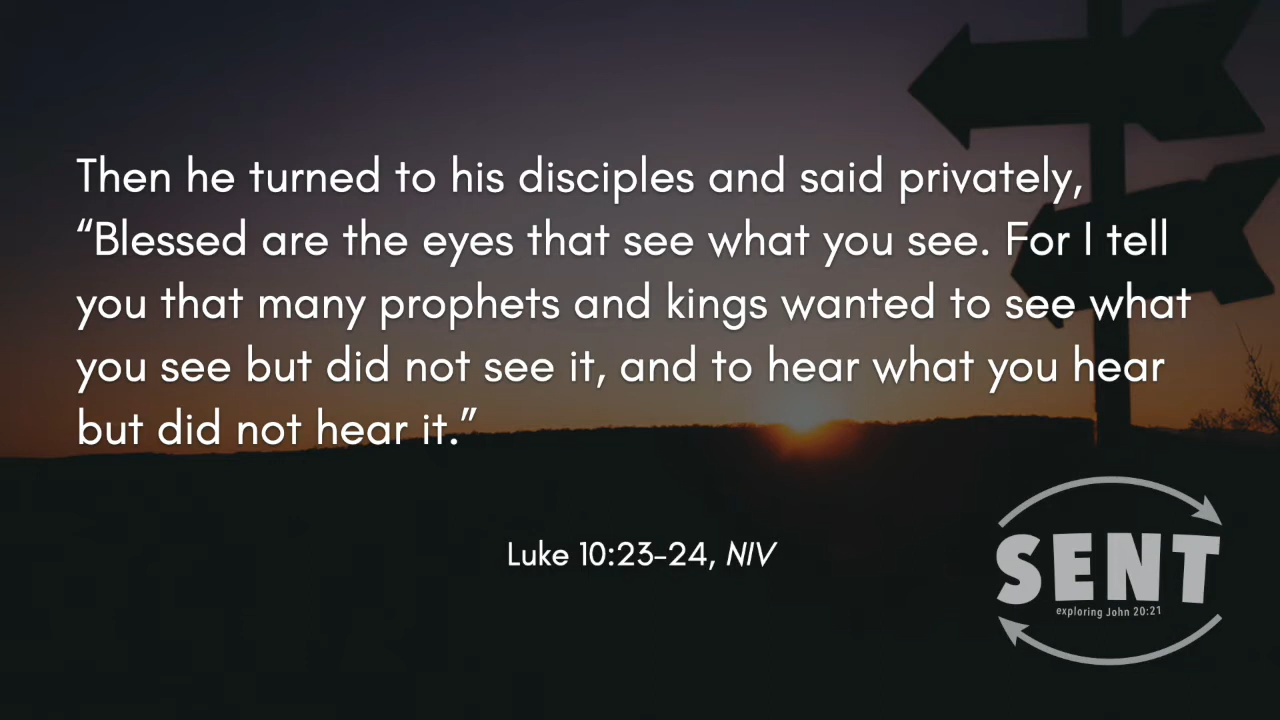 Then he turned to his disciples and said privately,
“Blessed are the eyes that see what you see. For I tell
you that many prophets and kings wanted to see what
you see but did not see it, and to hear what you hear
but did not hear it.”
Luke 10:23-24, NIV
SENT
exploring John 20:21